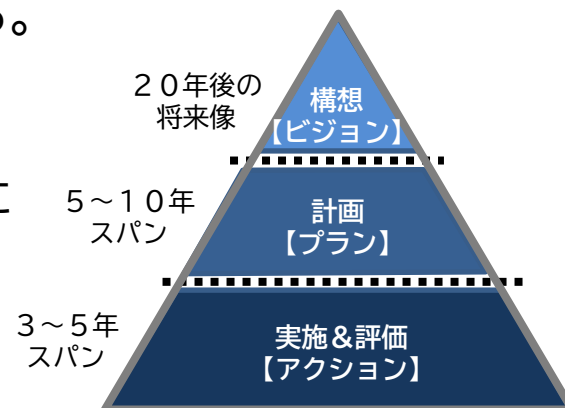 る。
２０年後の
将来像
構想
【ビジョン】
に
５～１０年
スパン
計画
【プラン】
３～５年
スパン
実施＆評価
【アクション】